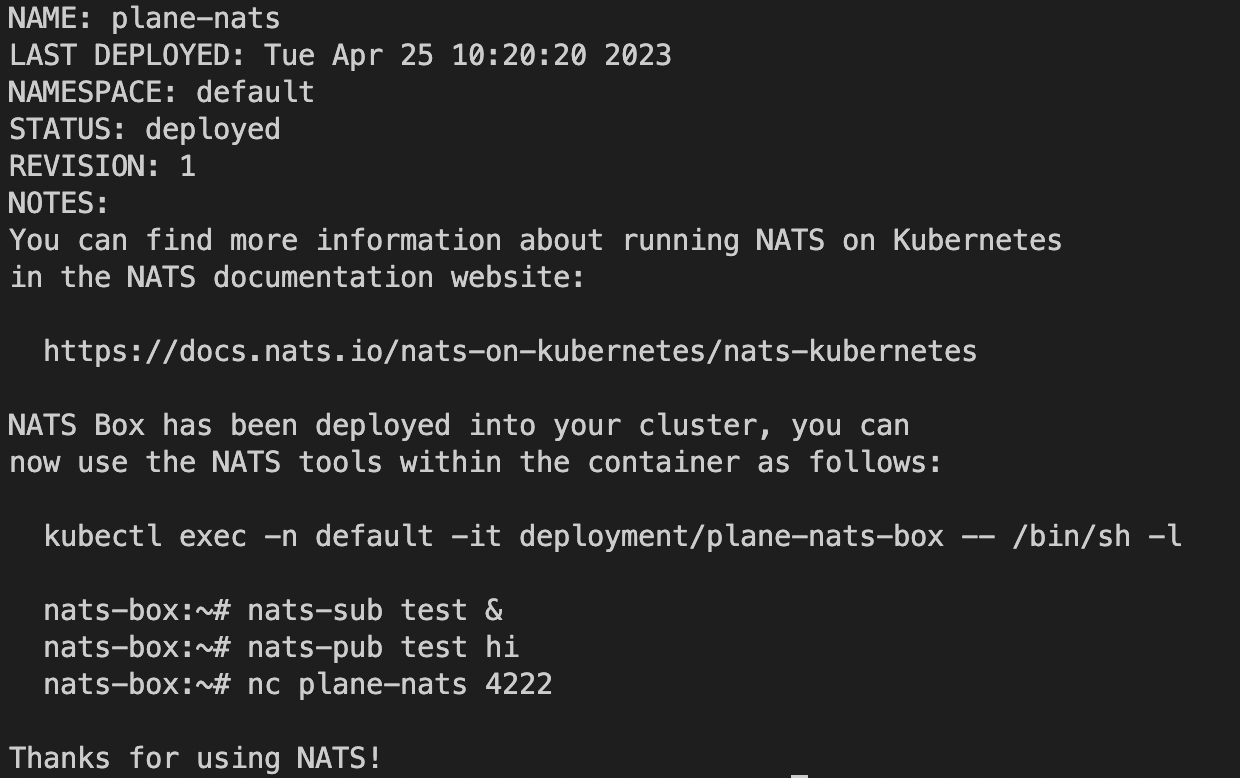 NAME: plane-nats
LAST DEPLOYED: Tue Apr 25 10:20:20 2023
NAMESPACE: default
STATUS: deployed
REVISION: 1
NOTES:
You can find more information about running NATS on Kubernetes
in the NATS documentation website:
https://docs.nats.io/nats-on-kubernetes/nats-kubernetes
NATS Box has been deployed into your cluster, you can
now use the NATS tools within the container as follows:
kubectl exec -n default -it deployment/plane-nats-box -- /bin/sh -l
nats-box:~# nats-sub test &
nats-box:~# nats-pub test hi
nats-box:~# nc plane-nats 4222
Thanks for using NATS!